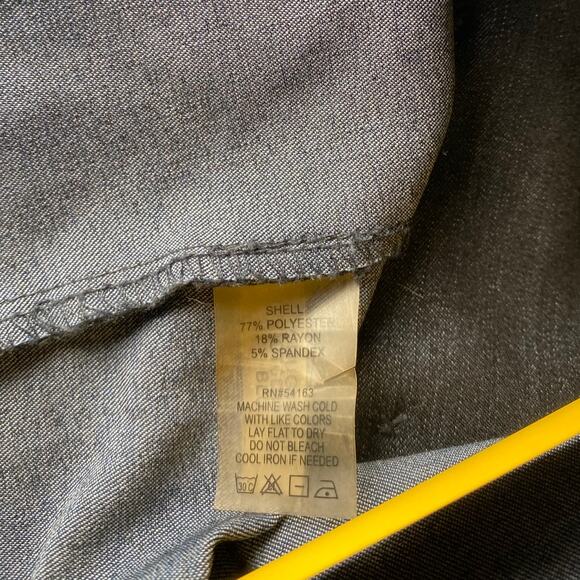 SHELL:
77% POLYESTER
18% RAYON
5% SPANDEX
RN#54163
MACHINE WASH COLD
WITH LIKE COLORS
LAY FLAT TO DRY
DO NOT BLEACH
COOL IRON IF NEEDED
30 C